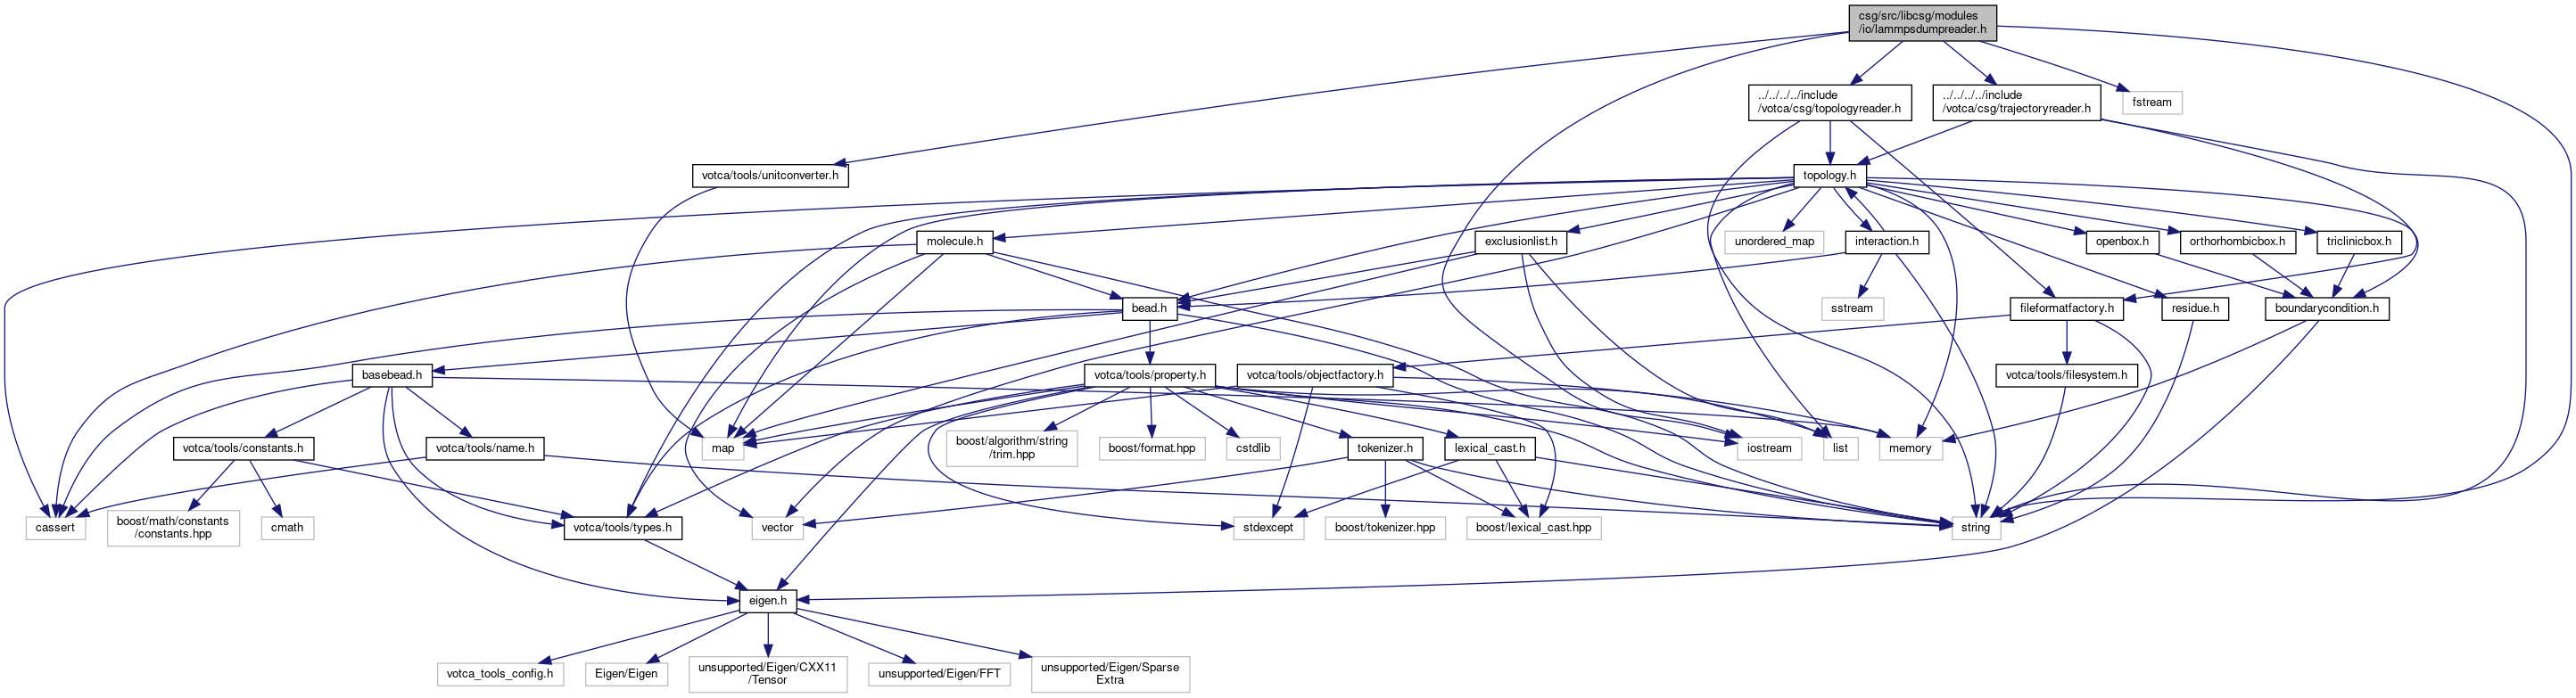 csg/src/libcsg/modules
/io/lammpsdumpreader.h
../../../../include
/votca/csg/topologyreader.h
../../../../include
/votca/csg/trajectoryreader.h
fstream
votca/tools/unitconverter.h
topology.h
molecule.h
exclusionlist.h
unordered_map
interaction.h
openbox.h
orthorhombicbox.h
triclinicbox.h
bead.h
sstream
fileformatfactory.h
residue.h
boundarycondition.h
basebead.h
votca/tools/property.h
votca/tools/objectfactory.h
votca/tools/filesystem.h
votca/tools/constants.h
votca/tools/name.h
map
boost/algorithm/string
/trim.hpp
boost/format.hpp
cstdlib
tokenizer.h
lexical_cast.h
iostream
list
memory
cassert
boost/math/constants
/constants.hpp
cmath
votca/tools/types.h
vector
stdexcept
boost/tokenizer.hpp
boost/lexical_cast.hpp
string
eigen.h
votca_tools_config.h
Eigen/Eigen
unsupported/Eigen/CXX11
/Tensor
unsupported/Eigen/FFT
unsupported/Eigen/Sparse
Extra